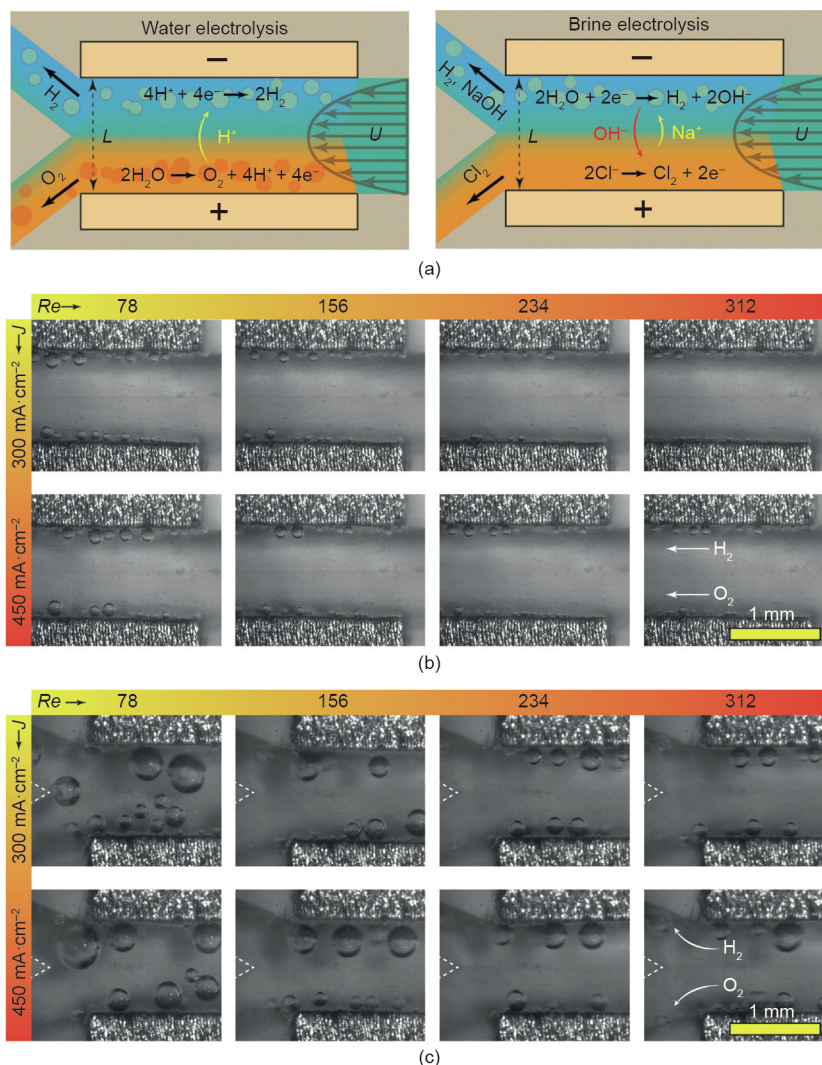 Water electrolysis
−
4H⁺ + 4e⁻ → 2H₂
H₂
L
H⁺
U
O₂
2H₂O → O₂ + 4H⁺ + 4e⁻
+
Brine electrolysis
−
2H₂O + 2e⁻ → H₂ + 2OH⁻
H₂, NaOH
L
OH⁻
Na⁺
U
Cl₂
2Cl⁻ → Cl₂ + 2e⁻
+
(a)
Re→ 78 156 234 312
←J
300 mA·cm⁻²
450 mA·cm⁻²
H₂
O₂
1 mm
(b)
Re→ 78 156 234 312
←J
300 mA·cm⁻²
450 mA·cm⁻²
H₂
O₂
1 mm
(c)